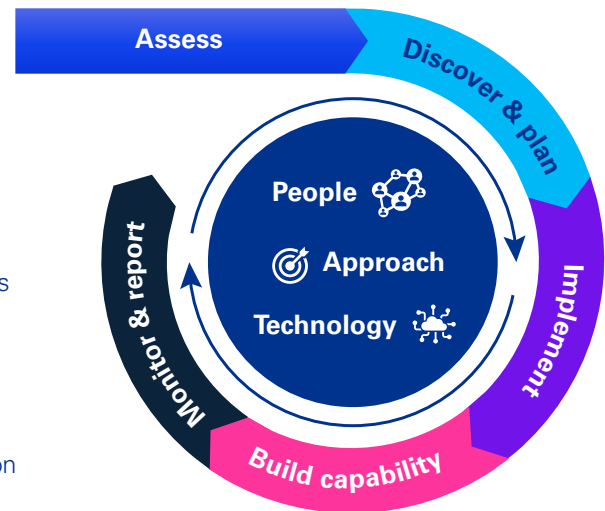 Assess
Discover & plan
Implement
Build capability
Monitor & report
People
Approach
Technology